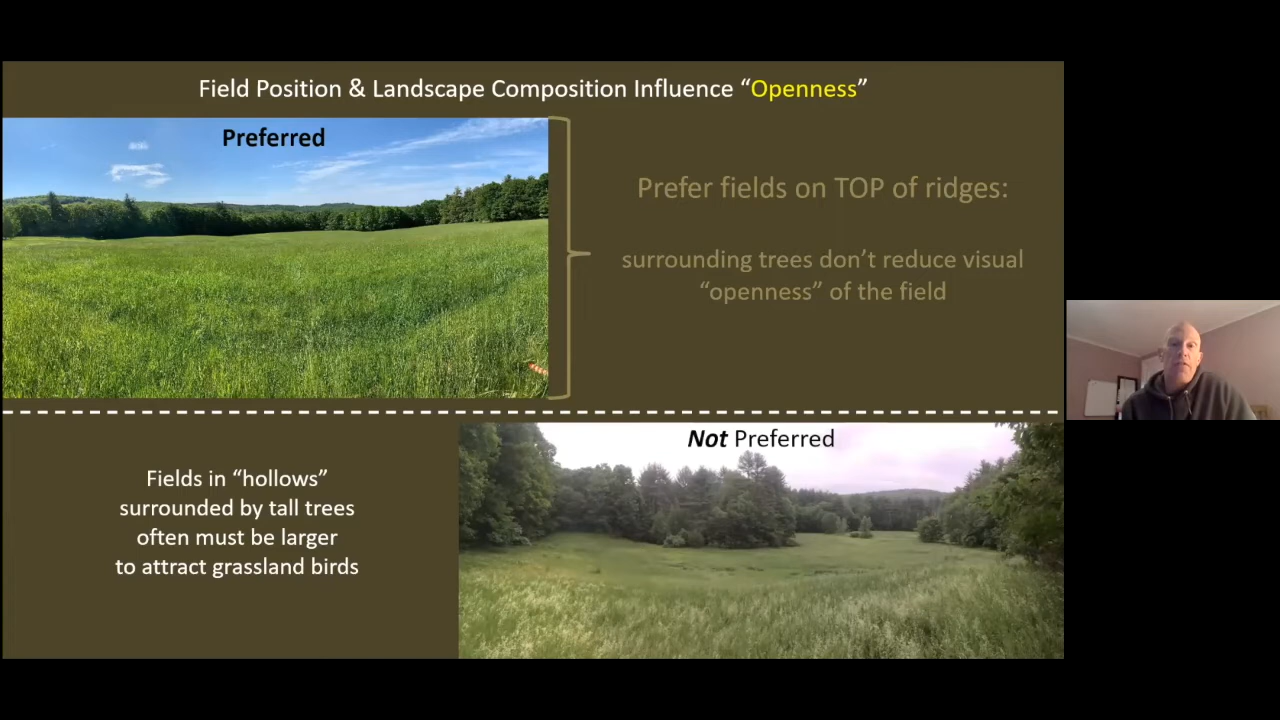 Field Position & Landscape Composition Influence “Openness”
Preferred
Prefer fields on TOP of ridges:
surrounding trees don’t reduce visual
“openness” of the field
Not Preferred
Fields in “hollows”
surrounded by tall trees
often must be larger
to attract grassland birds